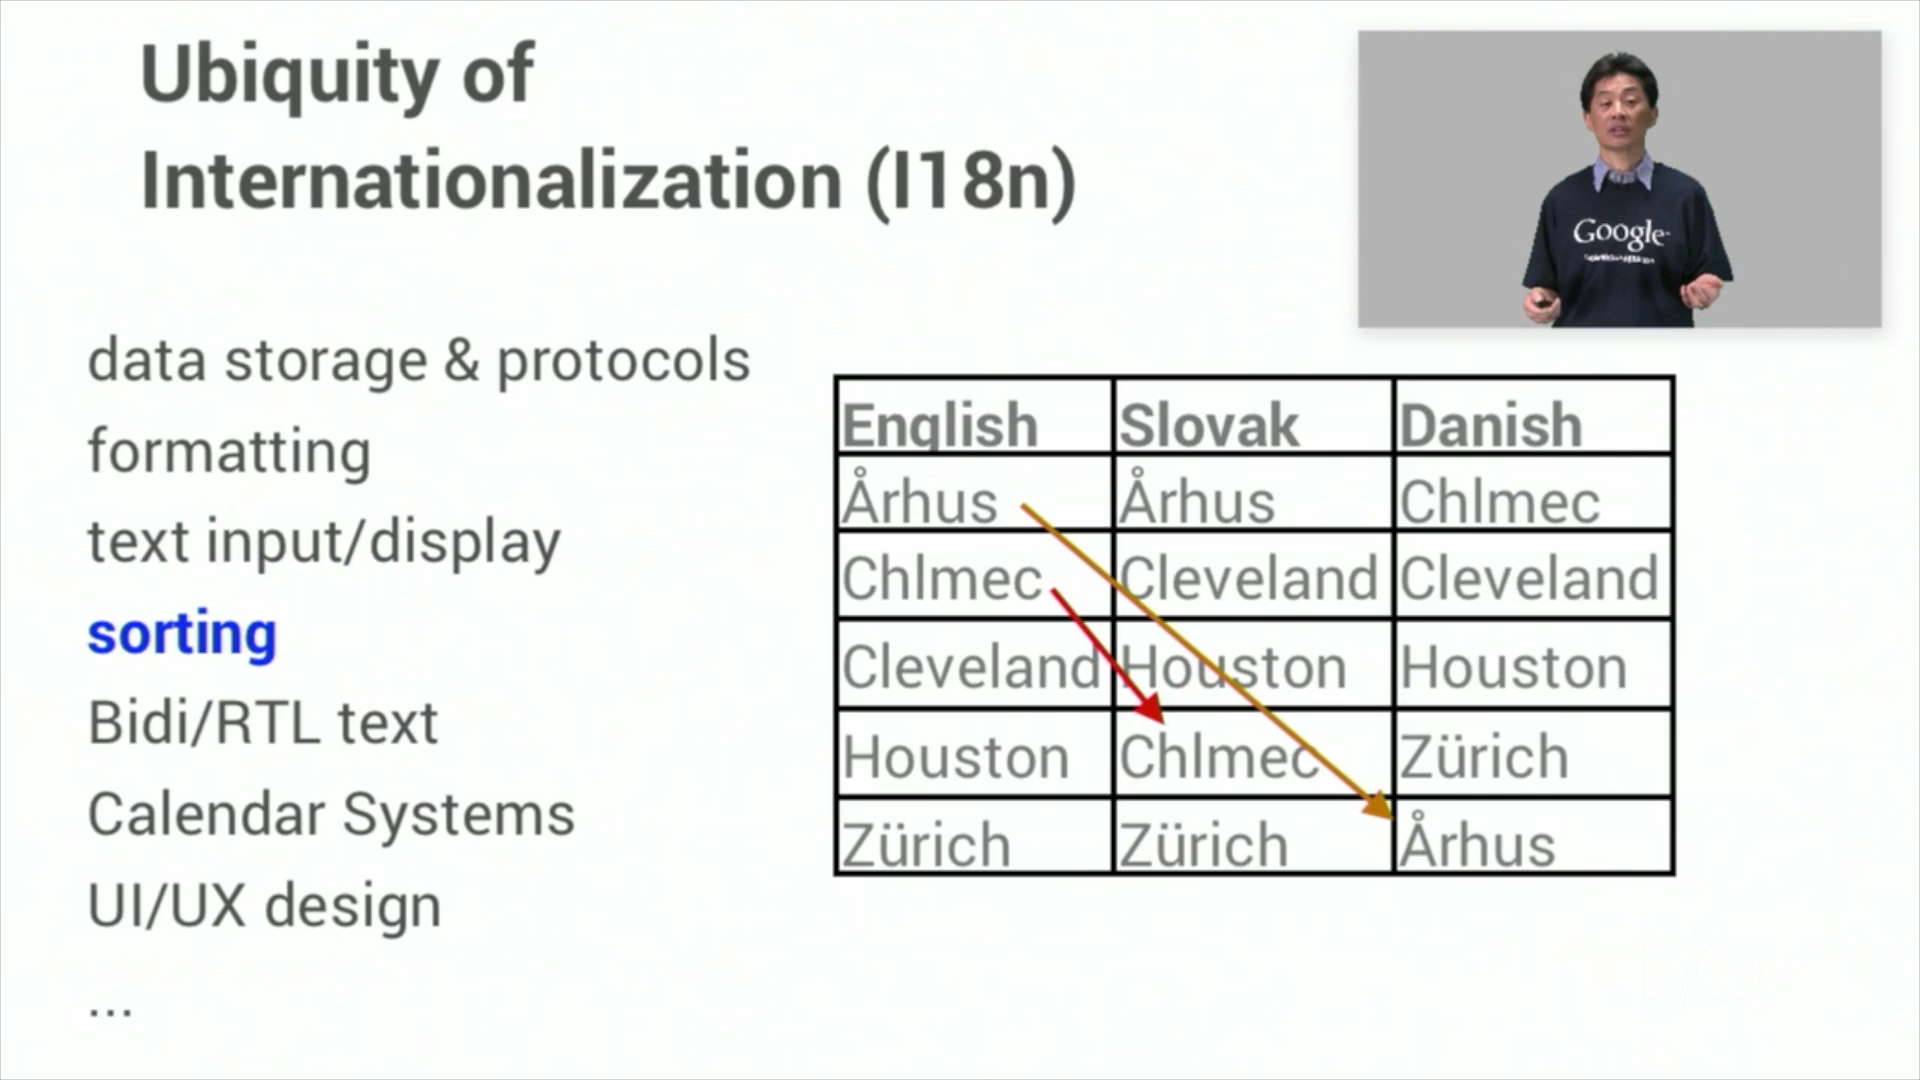 Ubiquity of
Internationalization (I18n)
Google
data storage & protocols
formatting
text input/display
sorting
Bidi/RTL text
Calendar Systems
UI/UX design
...
English Slovak Danish
Århus Århus Chlmec
Chlmec Cleveland Cleveland
Cleveland Houston Houston
Houston Chlmec Zürich
Zürich Zürich Århus